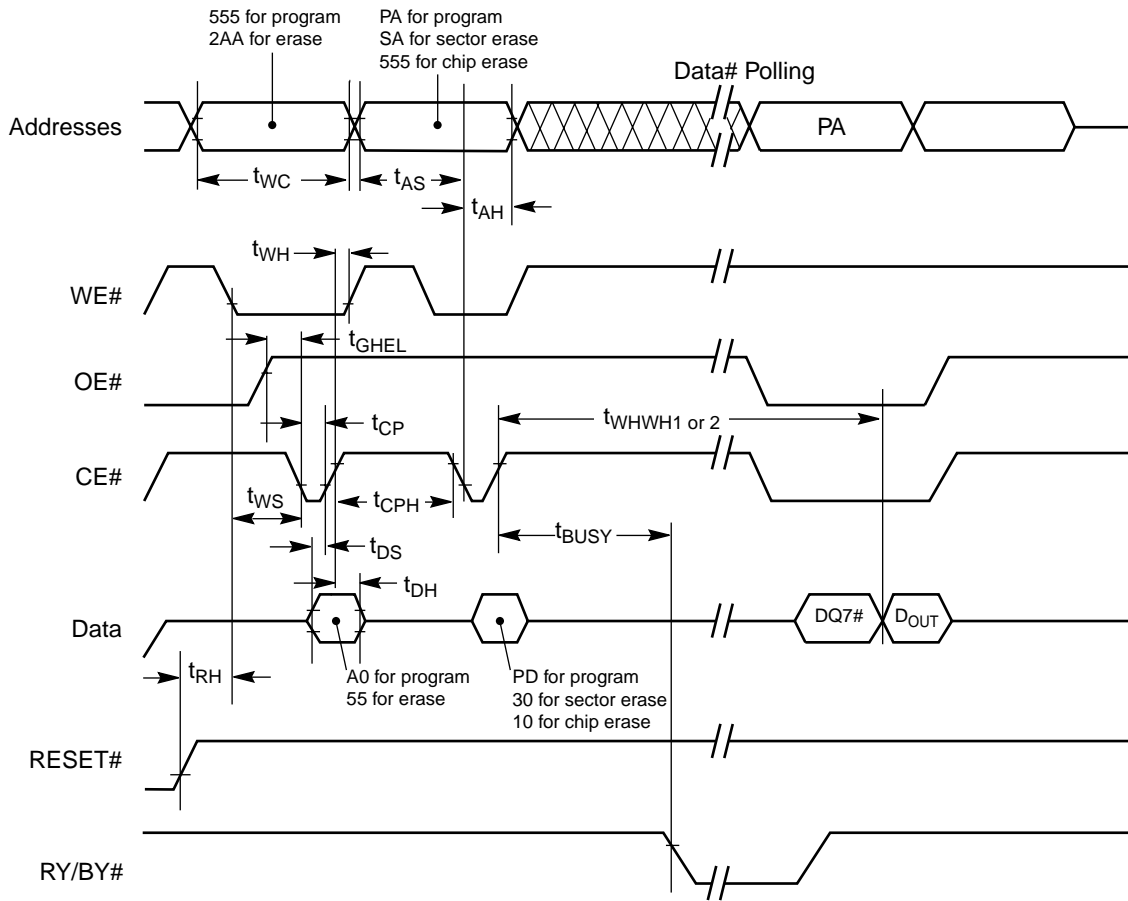 555 for program
2AA for erase
PA for program
SA for sector erase
555 for chip erase
Data# Polling
Addresses
PA
tWC
tAS
tAH
tWH
WE#
tGHEL
OE#
tWHWH1 or 2
tCP
CE#
tWS
tCPH
tBUSY
tDS
tDH
Data
DQ7#
DOUT
tRH
A0 for program
55 for erase
PD for program
30 for sector erase
10 for chip erase
RESET#
RY/BY#